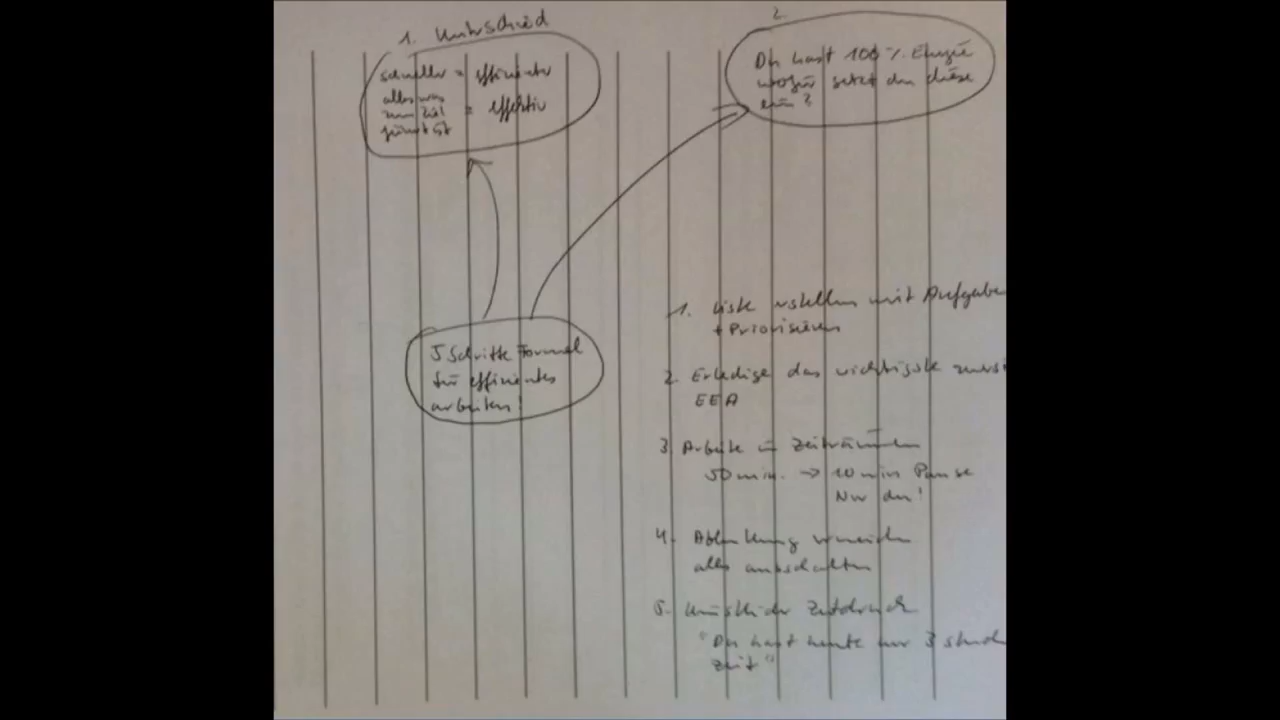 1. Unterschied
schneller = effizienter
alles was
zum Ziel = effektiv
führt ist
2.
Du hast 100% Energie
wofür setzt du diese
ein?
5 Schritte Formel
für effizientes
arbeiten!
1. Liste erstellen mit Aufgabe
+ Priorisieren
2. Erledige das wichtigste zuerst
EEA
3. Arbeite in Zeiträumen
50 min. → 10 min Pause
Nur du!
4. Ablenkung vermeiden
alles ausschalten
5. Künstlicher Zeitdruck
"Du hast heute nur 3 Stund
Zeit"